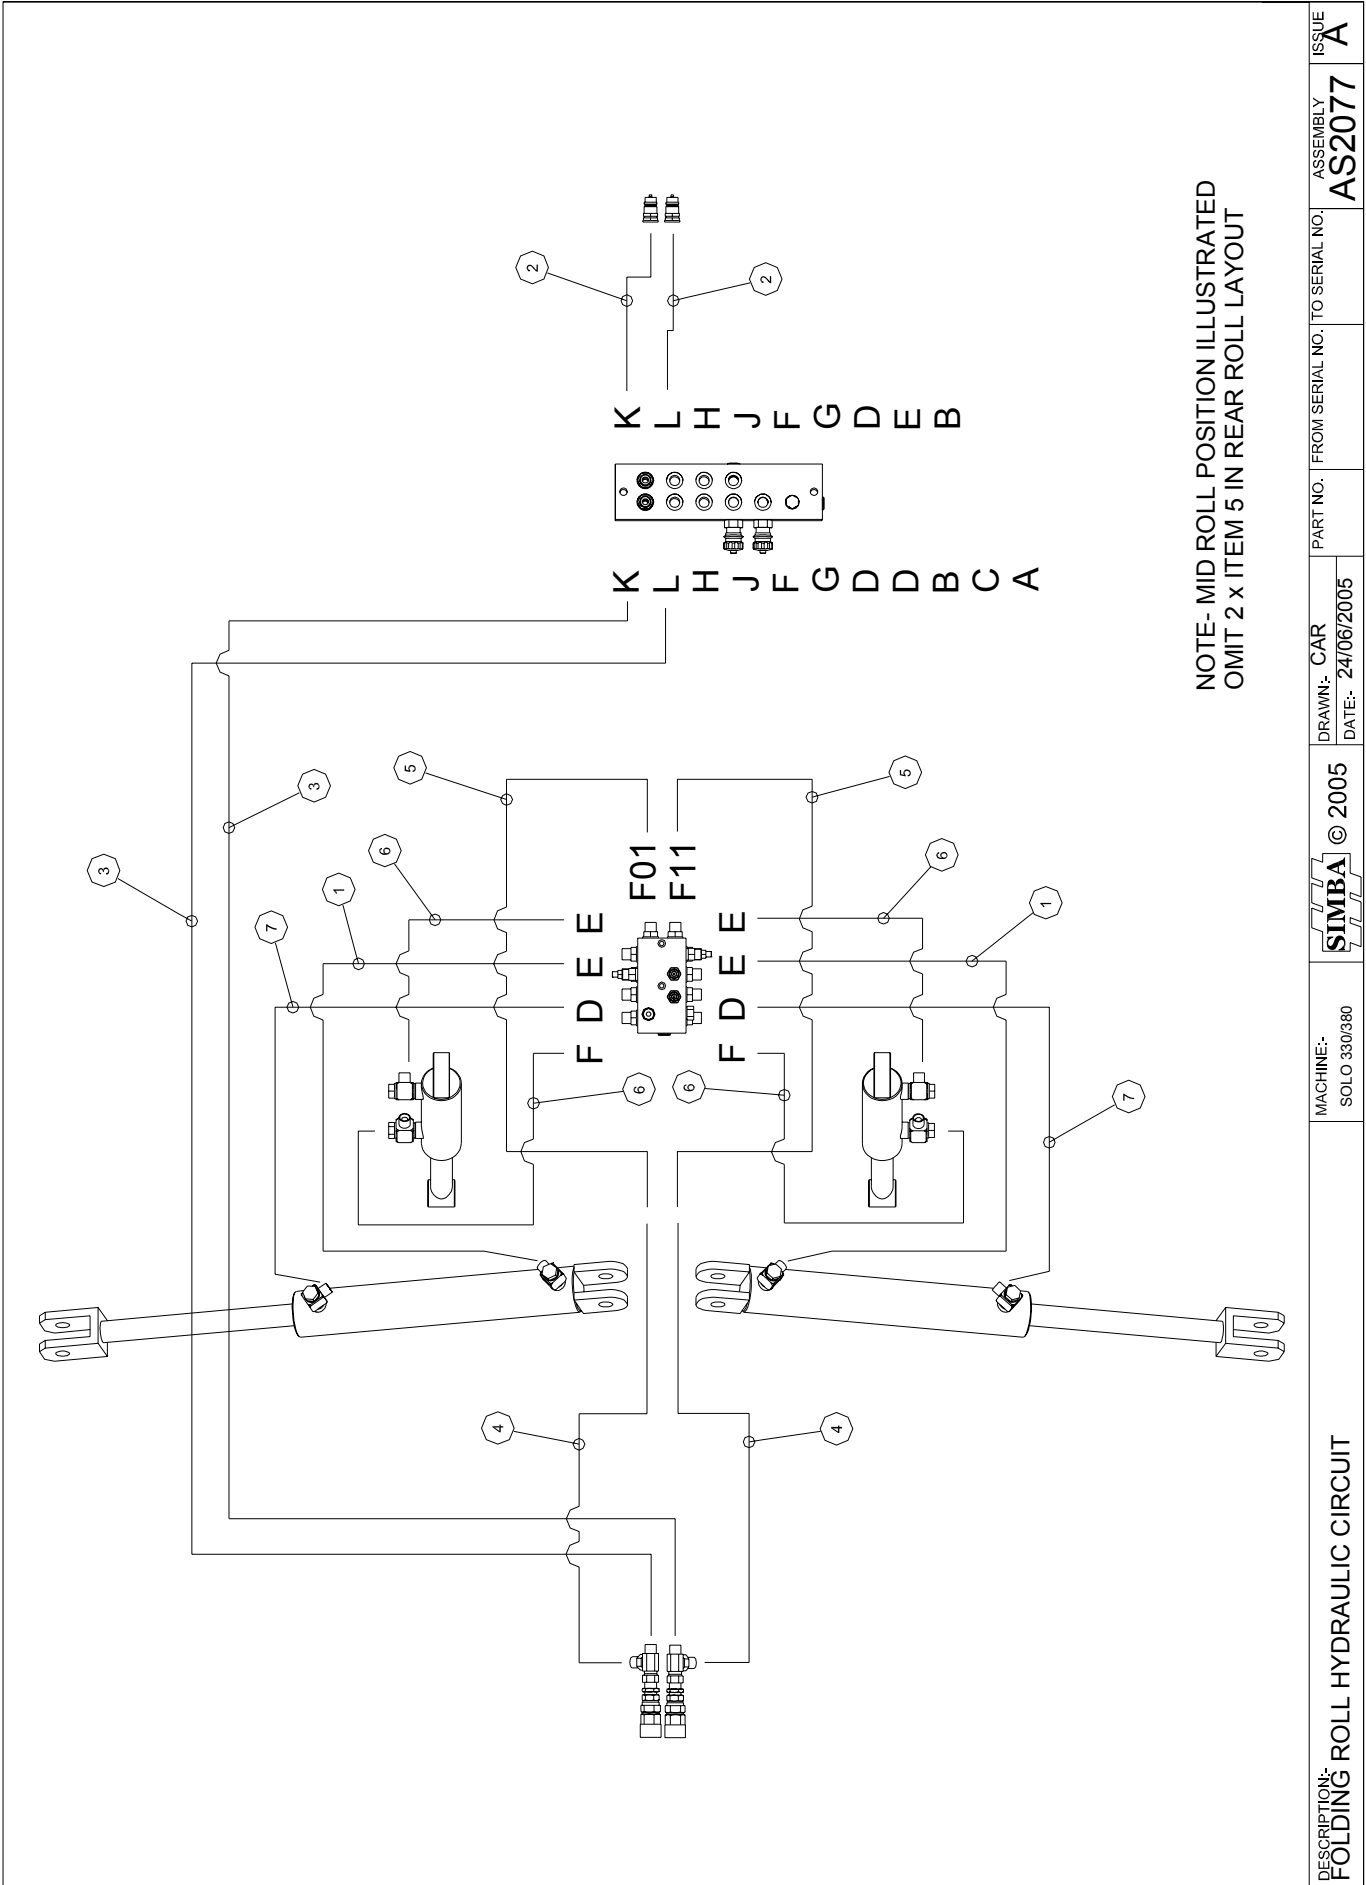 2
2
K
L
H
J
F
G
D
E
B
K
L
H
J
F
G
D
D
B
C
A
3
3
5
5
6
6
1
1
7
F01
F11
F D E E
F D E E
6
6
7
4
4
NOTE- MID ROLL POSITION ILLUSTRATED
OMIT 2 x ITEM 5 IN REAR ROLL LAYOUT
DESCRIPTION:-
FOLDING ROLL HYDRAULIC CIRCUIT
MACHINE:-
SOLO 330/380
SIMBA © 2005
DRAWN:- CAR
DATE:- 24/06/2005
PART NO.
FROM SERIAL NO.
TO SERIAL NO.
ASSEMBLY
AS2077
ISSUE
A